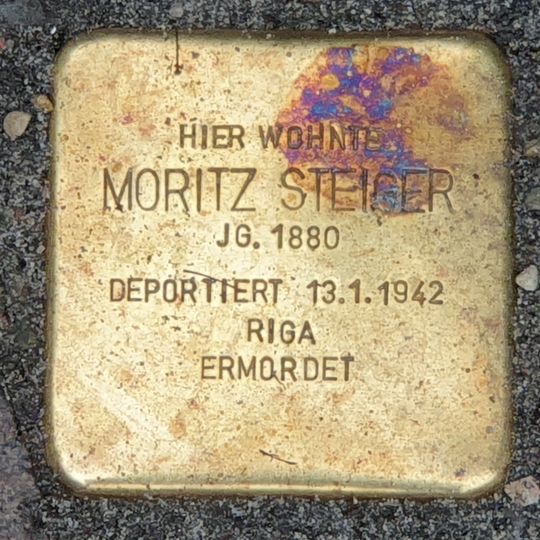 HIER WOHNTE
MORITZ STEIGER
JG. 1880
DEPORTIERT 13.1.1942
RIGA
ERMORDET